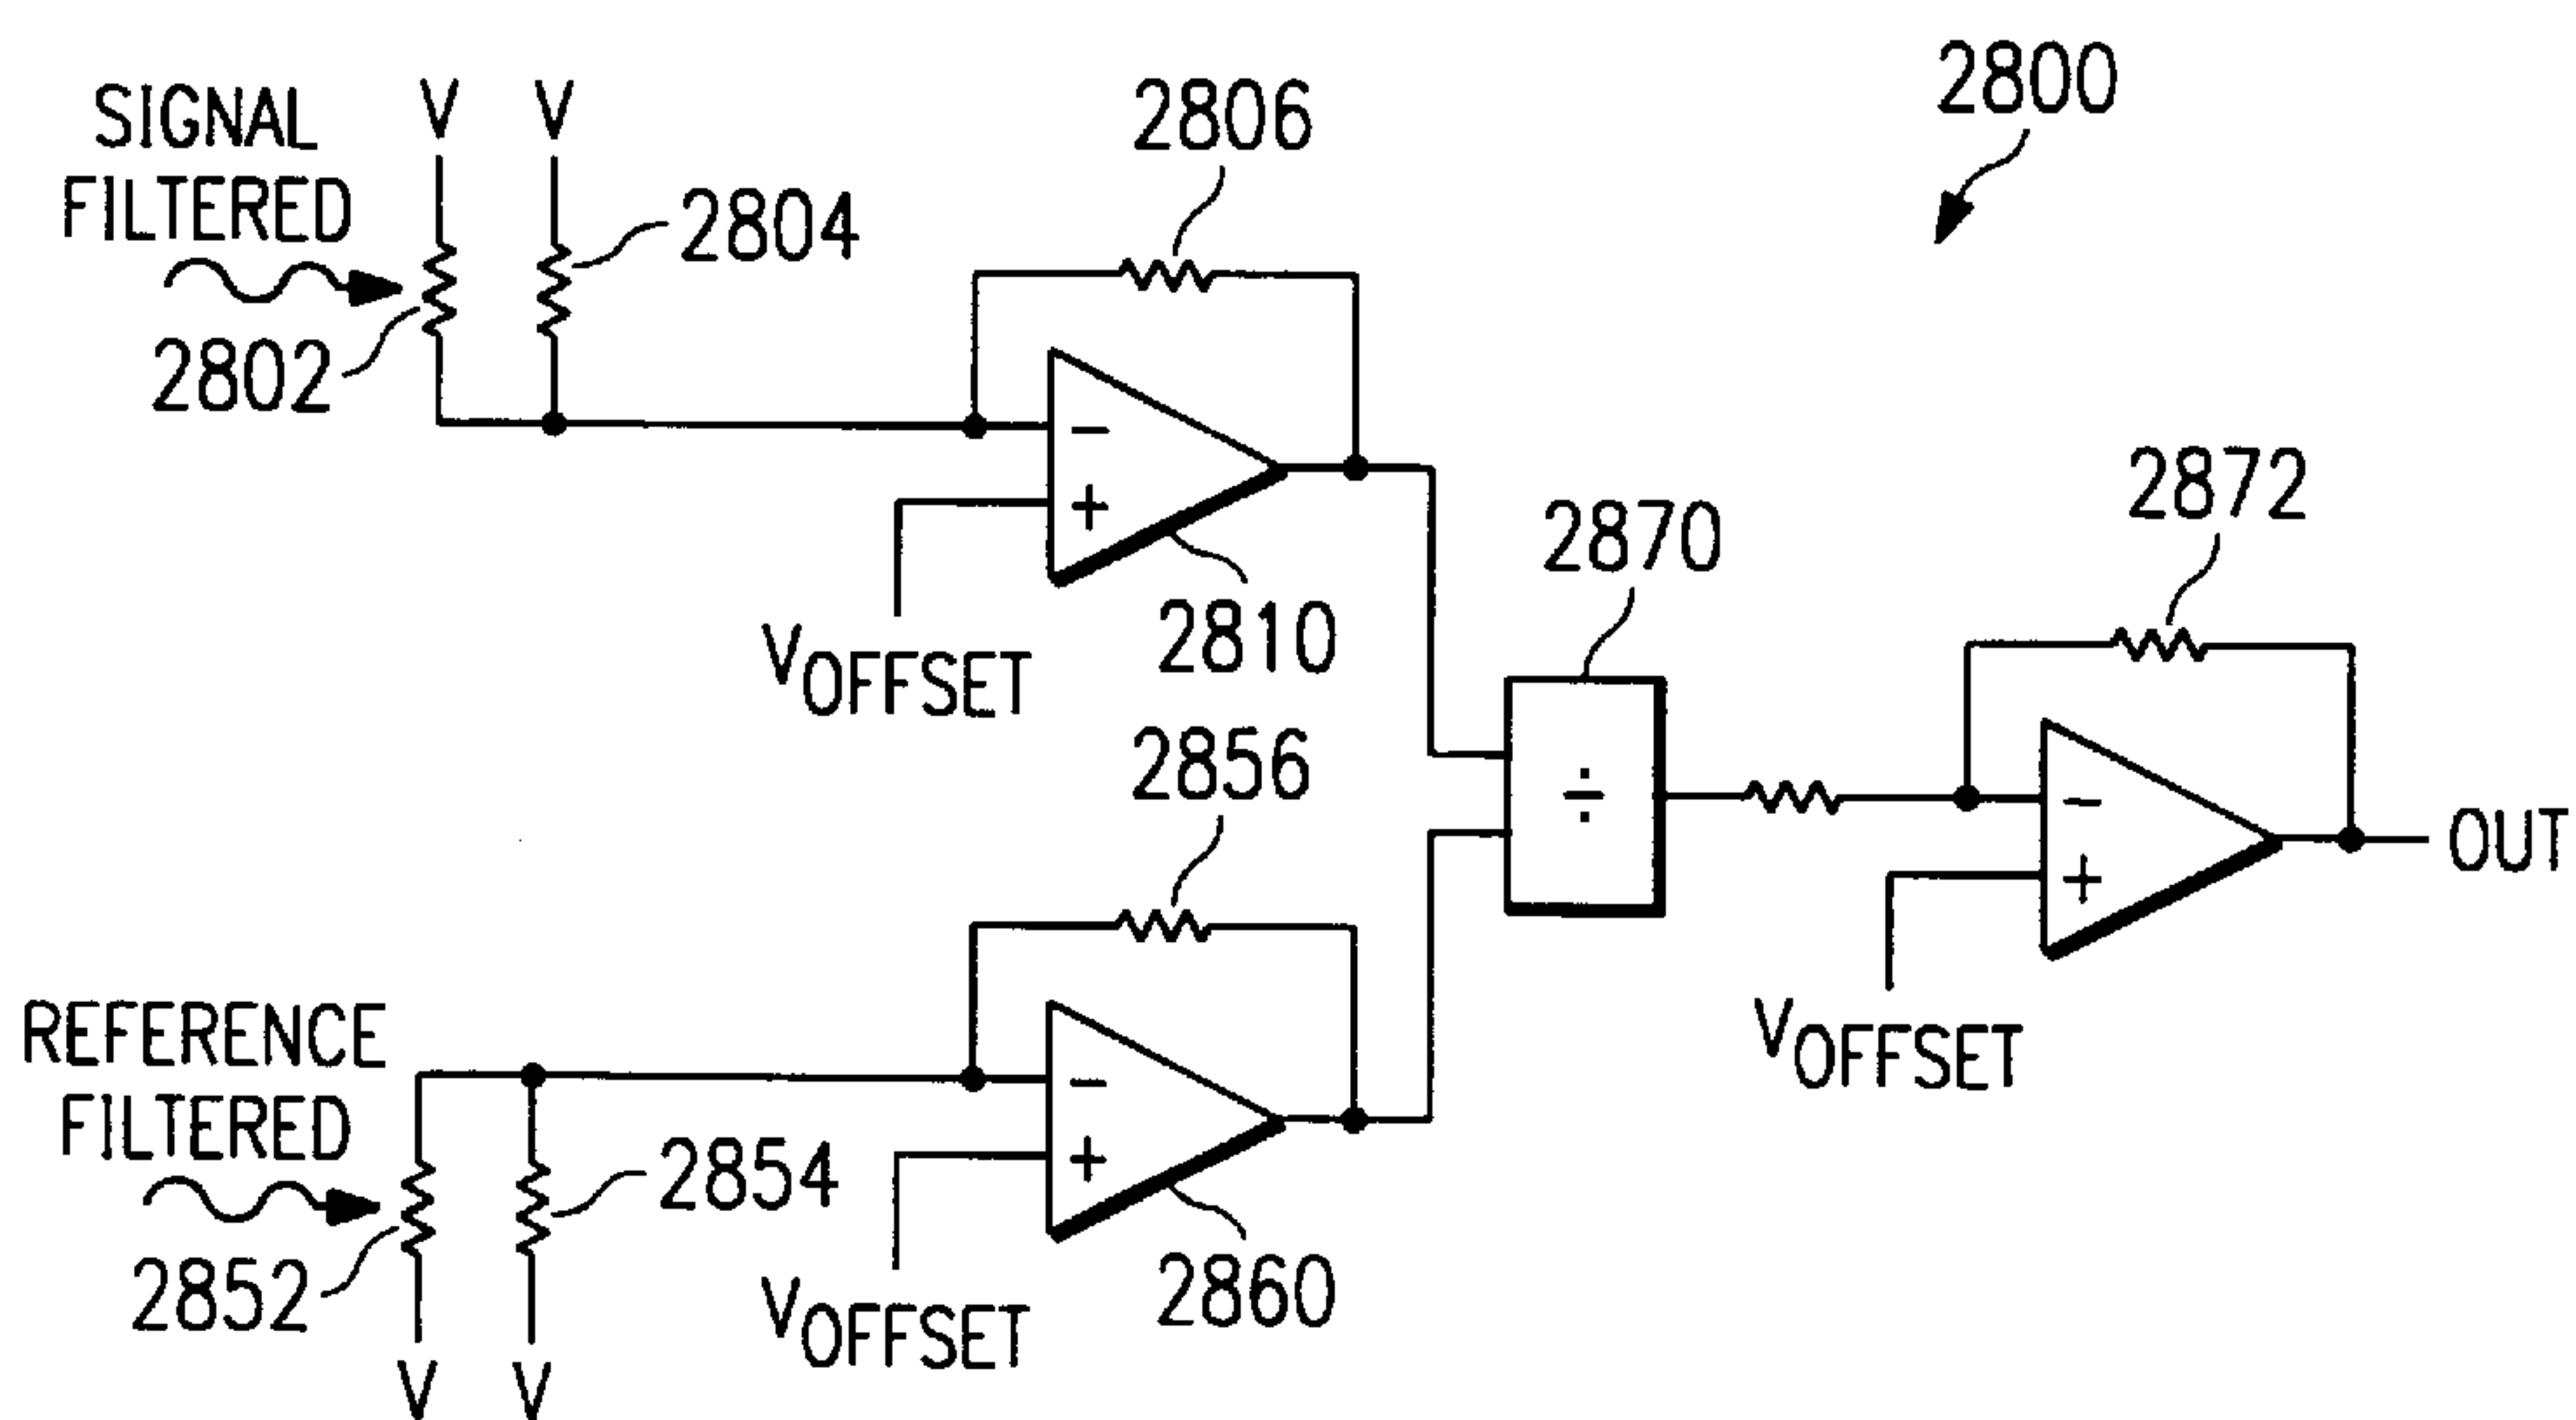 2800
SIGNAL
FILTERED
V
V
2802
2804
2806
−
+
2810
VOFFSET
2870
÷
2872
−
+
OUT
VOFFSET
REFERENCE
FILTERED
2852
2854
V
V
2856
−
+
2860
VOFFSET